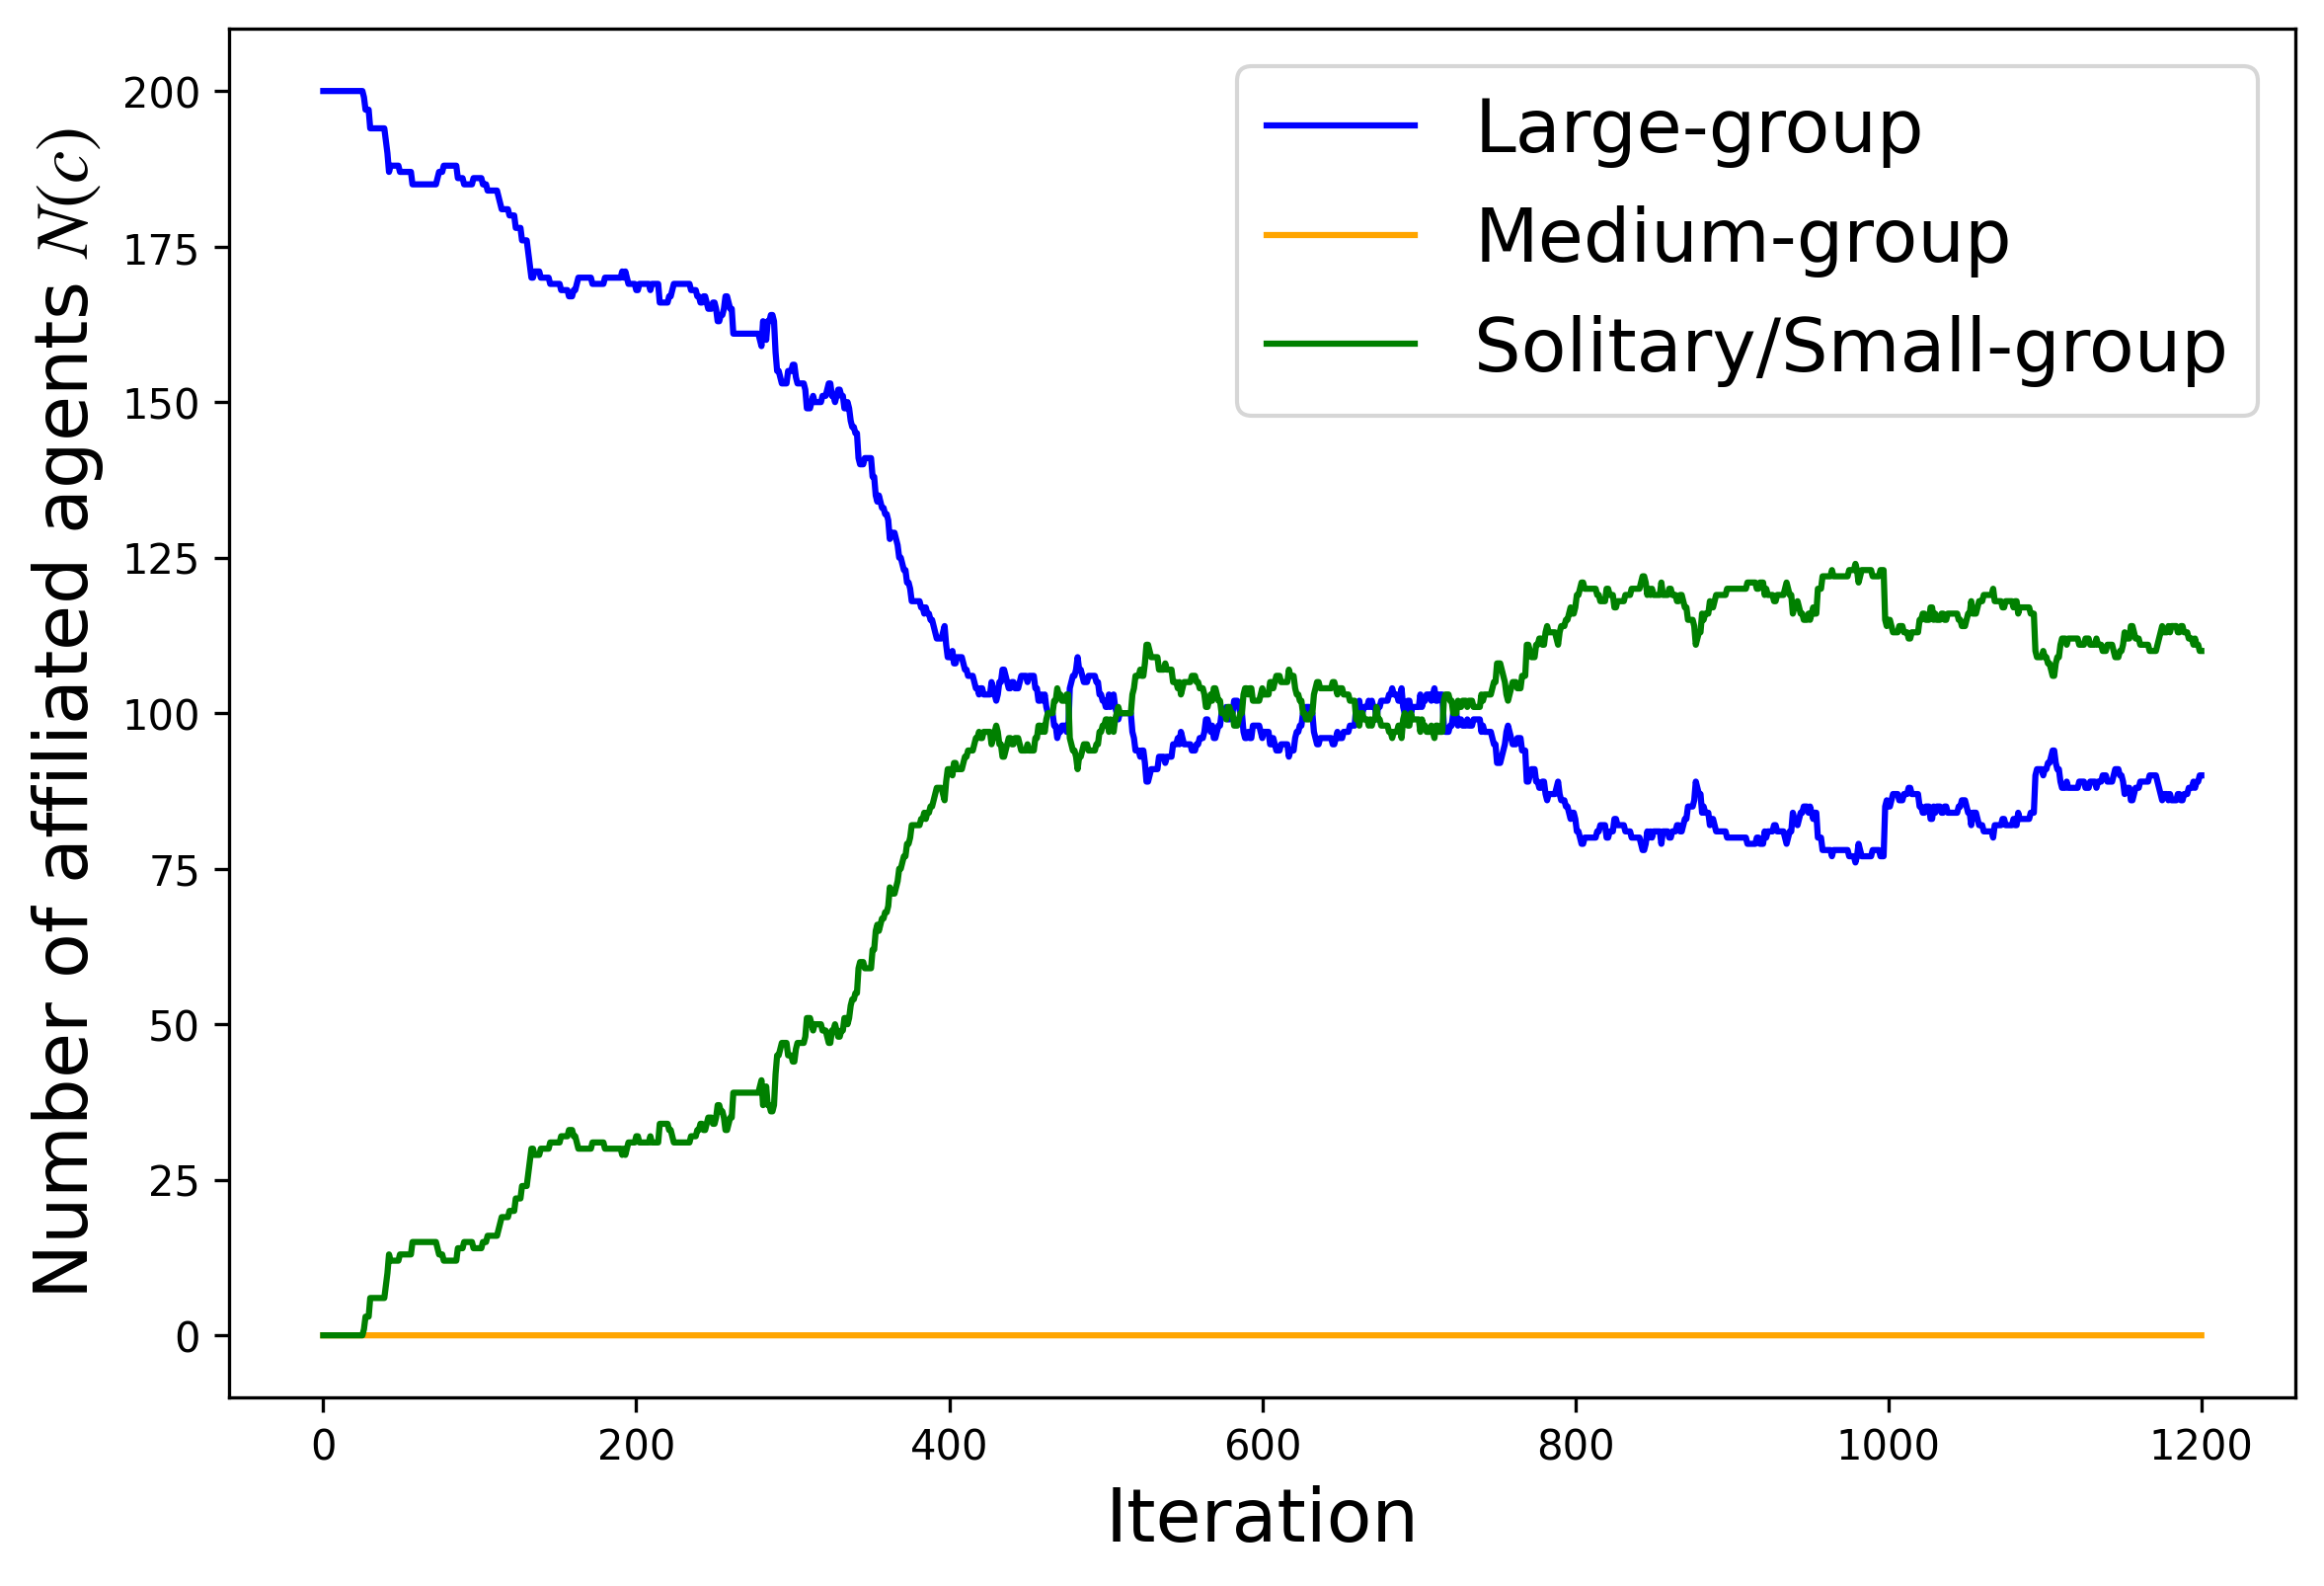 Number of affiliated agents N(c)
200
175
150
125
100
75
50
25
0
Large-group
Medium-group
Solitary/Small-group
0 200 400 600 800 1000 1200
Iteration